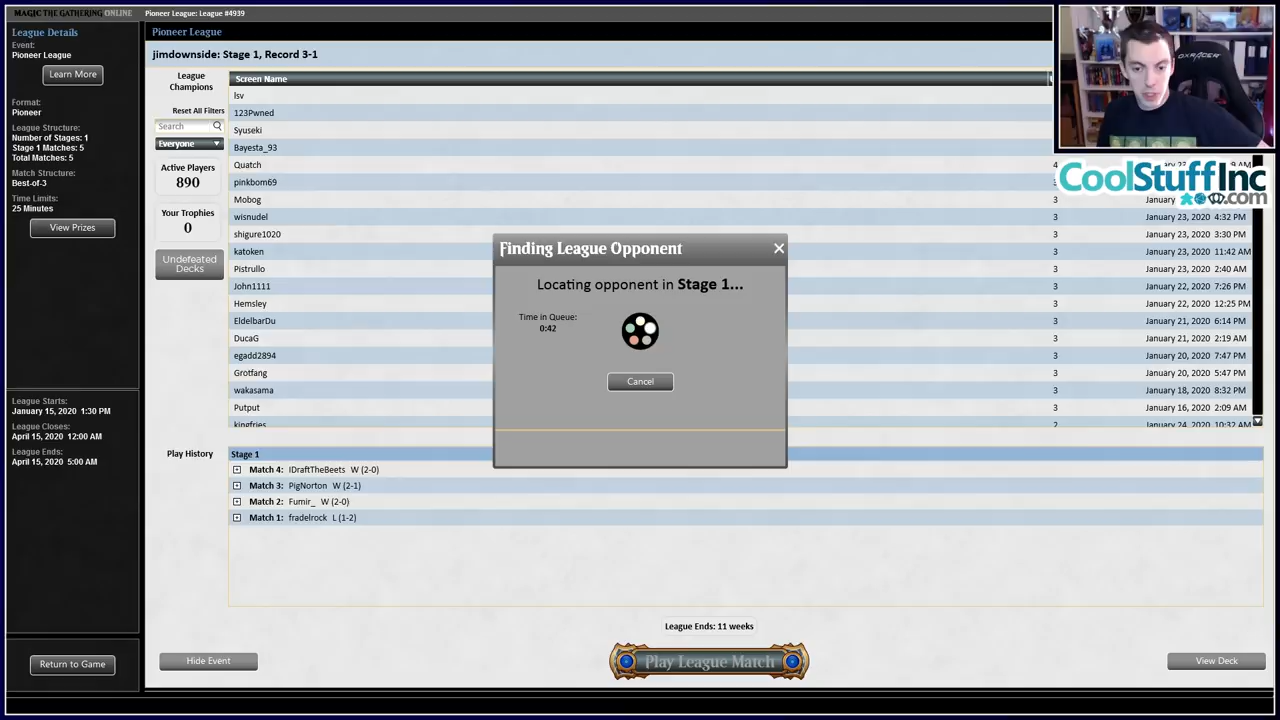 MAGIC THE GATHERING ONLINE
Pioneer League: League #4939
League Details
Event:
Pioneer League
Learn More
Format:
Pioneer
League Structure:
Number of Stages: 1
Stage 1 Matches: 5
Total Matches: 5
Match Structure:
Best-of-3
Time Limits:
25 Minutes
View Prizes
League Starts:
January 15, 2020 1:30 PM
League Closes:
April 15, 2020 12:00 AM
League Ends:
April 15, 2020 5:00 AM
Return to Game
Pioneer League
jimdownside: Stage 1, Record 3-1
League
Champions
Reset All Filters
Search
Everyone
Active Players
890
Your Trophies
0
Undefeated
Decks
Screen Name
lsv
123Pwned
Syuseki
Bayesta_93
Quatch 4
pinkbom69
Mobog 3
wisnudel 3 January 23, 2020 4:32 PM
shigure1020 3 January 23, 2020 3:30 PM
katoken 3 January 23, 2020 11:42 AM
Pistrullo 3 January 23, 2020 2:40 AM
John1111 3 January 22, 2020 7:26 PM
Hemsley 3 January 22, 2020 12:25 PM
EldelbarDu 3 January 21, 2020 6:14 PM
DucaG 3 January 21, 2020 2:19 AM
egadd2894 3 January 20, 2020 7:47 PM
Grotfang 3 January 20, 2020 5:47 PM
wakasama 3 January 18, 2020 8:32 PM
Putput 3 January 16, 2020 2:09 AM
kingfries 2 January 24, 2020 10:32 AM
Finding League Opponent
Locating opponent in Stage 1...
Time in Queue:
0:42
Cancel
Play History
Stage 1
Match 4: IDraftTheBeets W (2-0)
Match 3: PigNorton W (2-1)
Match 2: Fumir_ W (2-0)
Match 1: fradelrock L (1-2)
League Ends: 11 weeks
Hide Event
Play League Match
View Deck
OXRACER
CoolStuffInc
.com